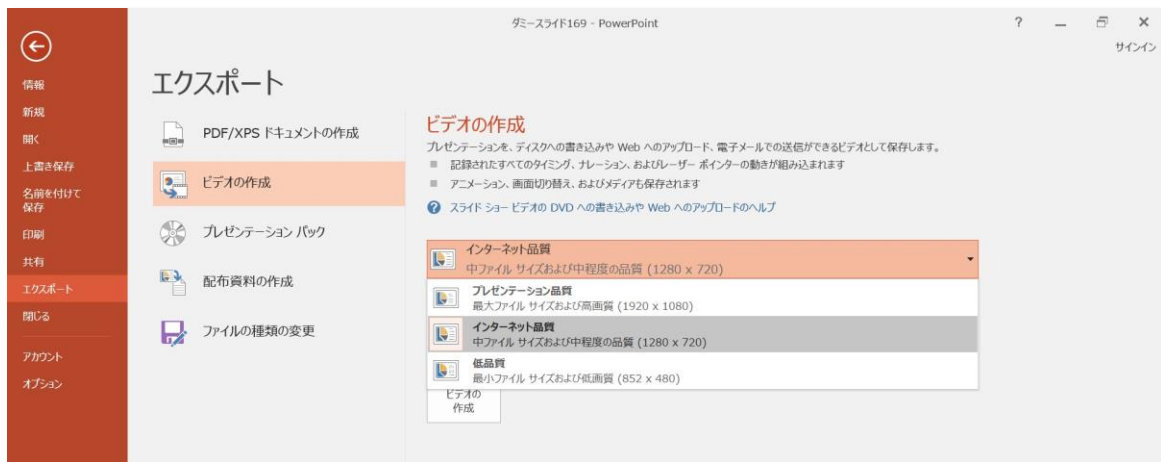 ダミースライド169 - PowerPoint
?
サインイン
情報
新規
開く
上書き保存
名前を付けて
保存
印刷
共有
エクスポート
閉じる
アカウント
オプション
エクスポート
PDF/XPS ドキュメントの作成
ビデオの作成
プレゼンテーション パック
配布資料の作成
ファイルの種類の変更
ビデオの作成
プレゼンテーションを、ディスクへの書き込みや Web へのアップロード、電子メールでの送信ができるビデオとして保存します。
記録されたすべてのタイミング、ナレーション、およびレーザー ポインターの動きが組み込まれます
アニメーション、画面切り替え、およびメディアも保存されます
スライド ショー ビデオの DVD への書き込みや Web へのアップロードのヘルプ
インターネット品質
中ファイル サイズおよび中程度の品質 (1280 x 720)
プレゼンテーション品質
最大ファイル サイズおよび高画質 (1920 x 1080)
インターネット品質
中ファイル サイズおよび中程度の品質 (1280 x 720)
低品質
最小ファイル サイズおよび低画質 (852 x 480)
ビデオの
作成